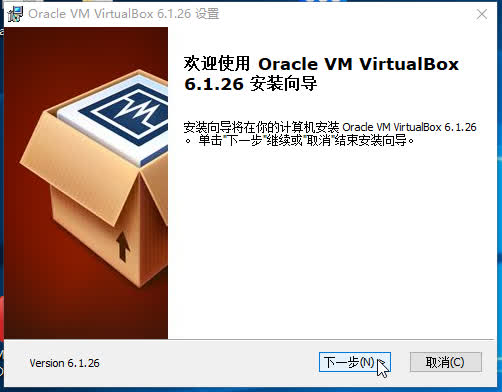 Oracle VM VirtualBox 6.1.26 设置
欢迎使用 Oracle VM VirtualBox
6.1.26 安装向导
安装向导将在你的计算机安装 Oracle VM VirtualBox 6.1.26
。 单击"下一步"继续或"取消"结束安装向导。
Version 6.1.26
下一步(N) >
取消(C)